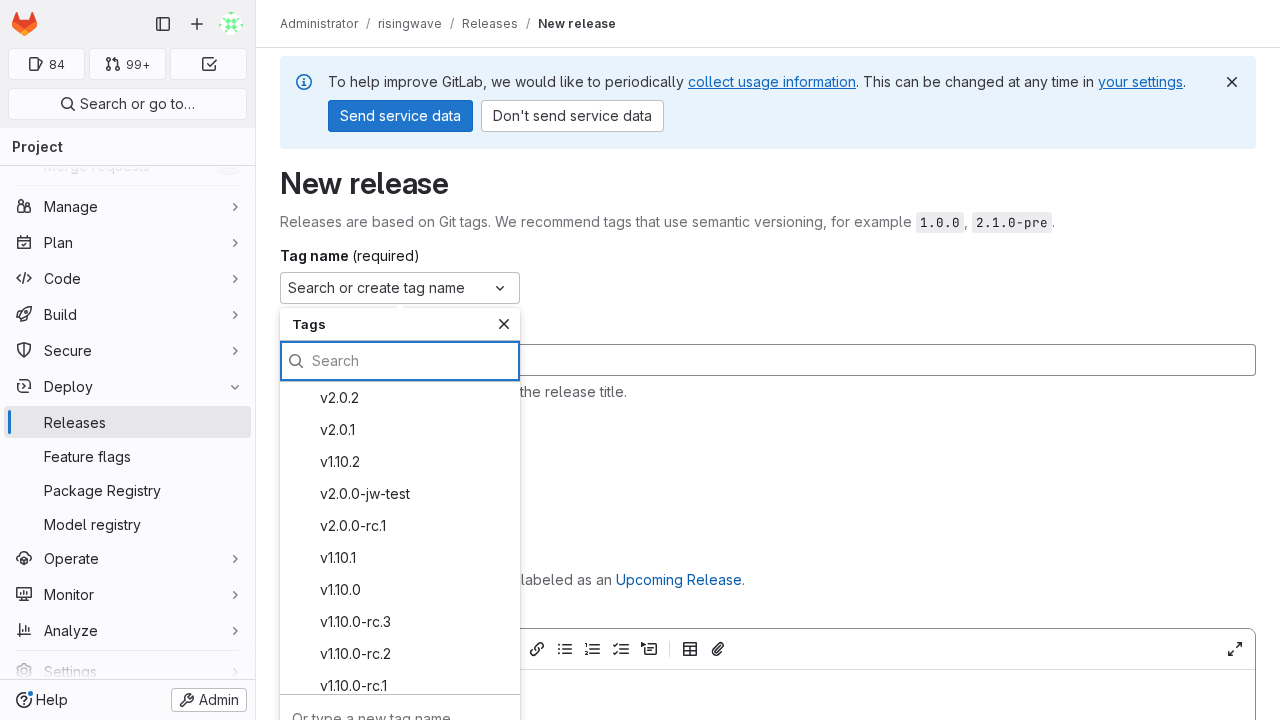 Administrator / risingwave / Releases / New release
84
99+
Search or go to…
Project
Merge requests
Manage
Plan
Code
Build
Secure
Deploy
Releases
Feature flags
Package Registry
Model registry
Operate
Monitor
Analyze
Settings
Help
Admin
To help improve GitLab, we would like to periodically collect usage information. This can be changed at any time in your settings.
Send service data
Don't send service data
New release
Releases are based on Git tags. We recommend tags that use semantic versioning, for example 1.0.0, 2.1.0-pre.
Tag name (required)
Search or create tag name
Tags
Search
the release title.
v2.0.2
v2.0.1
v1.10.2
v2.0.0-jw-test
v2.0.0-rc.1
v1.10.1
v1.10.0
labeled as an Upcoming Release.
v1.10.0-rc.3
v1.10.0-rc.2
v1.10.0-rc.1
Or type a new tag name